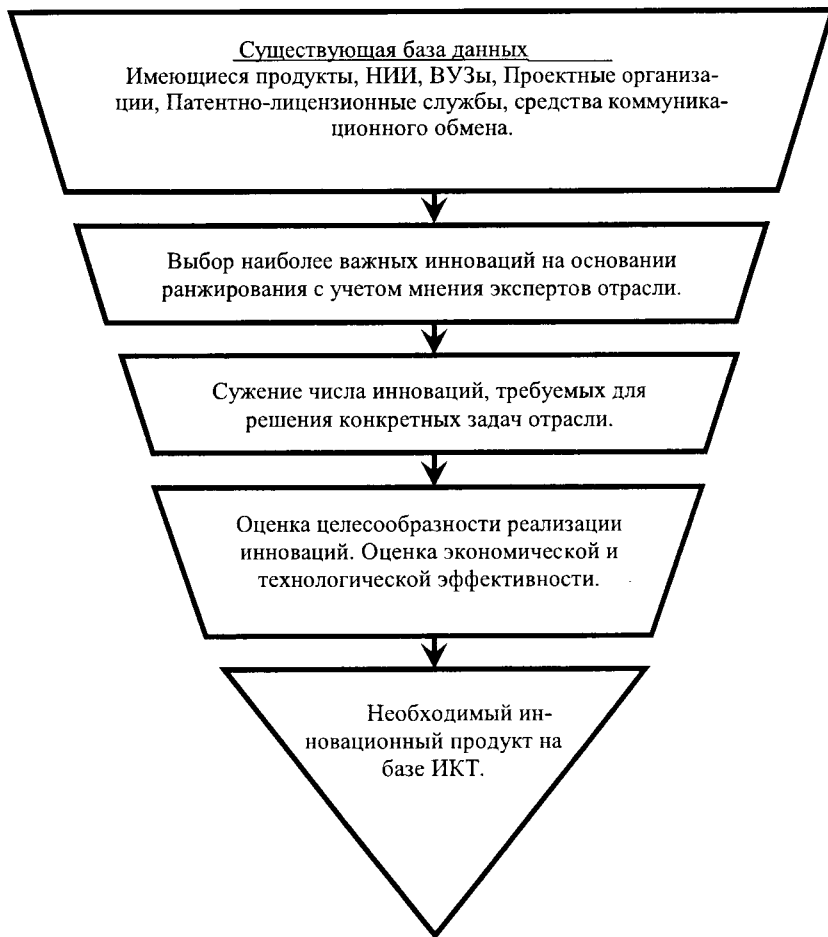 Существующая база данных
Имеющиеся продукты, НИИ, ВУЗы, Проектные организа-
ции, Патентно-лицензионные службы, средства коммуника-
ционного обмена.
Выбор наиболее важных инноваций на основании
ранжирования с учетом мнения экспертов отрасли.
Сужение числа инноваций, требуемых для
решения конкретных задач отрасли.
Оценка целесообразности реализации
инноваций. Оценка экономической и
технологической эффективности.
Необходимый ин-
новационный продукт на
базе ИКТ.